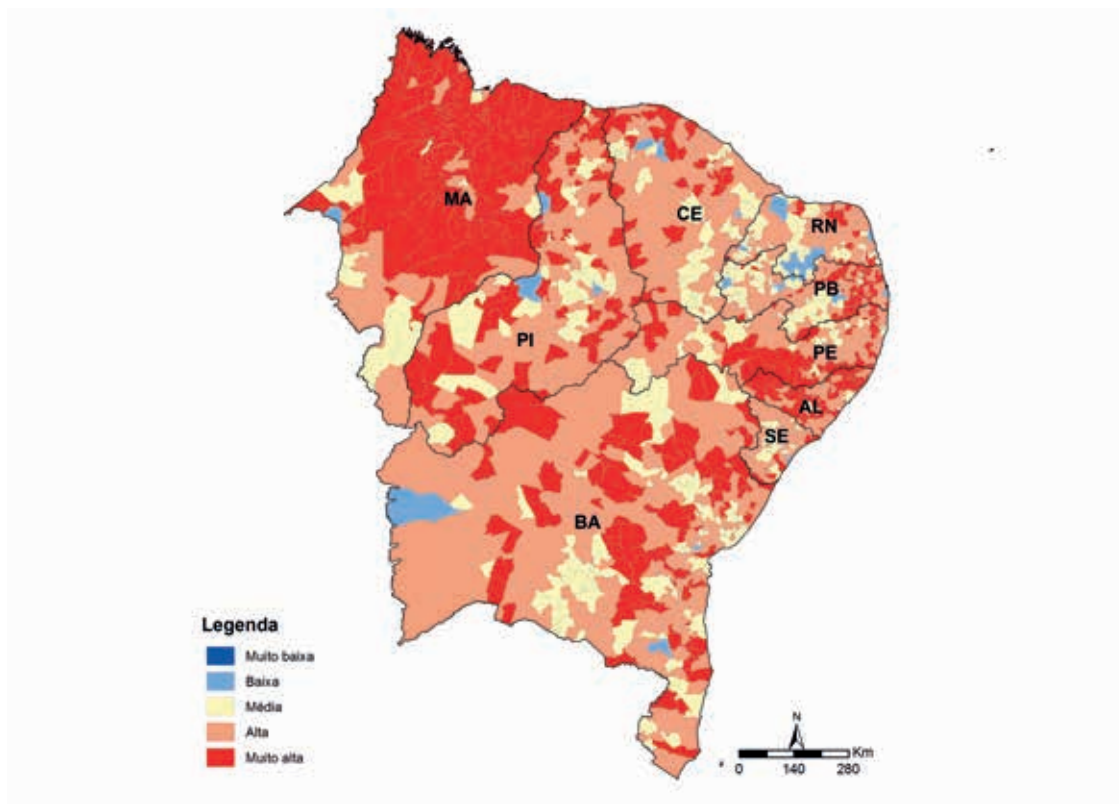 MA
CE
RN
PB
PI
PE
AL
SE
BA
Legenda
Muito baixa
Baixa
Média
Alta
Muito alta
N
Km
0 140 280